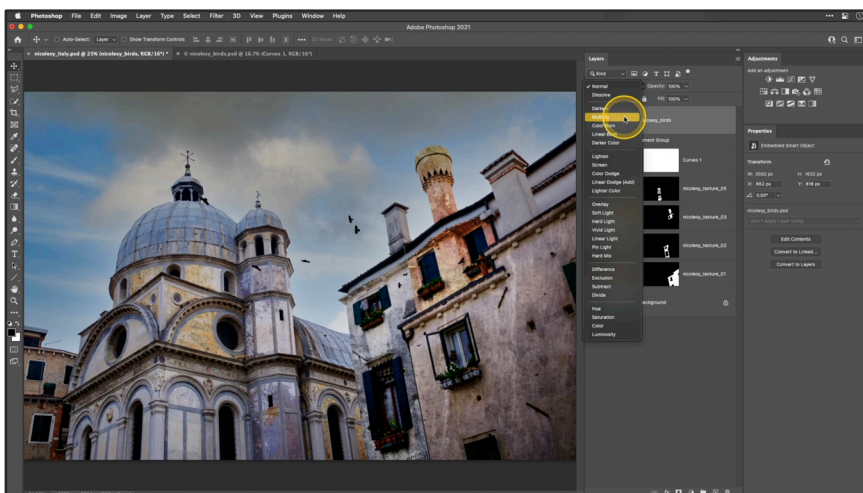 Photoshop File Edit Image Layer Type Select Filter 3D View Plugins Window Help
Adobe Photoshop 2021
Auto-Select: Layer Show Transform Controls
nicolesy_italy.psd @ 25% (nicolesy_birds, RGB/16*) *
nicolesy_birds.psd @ 16.7% (Curves 1, RGB/16*)
Layers
Kind
Normal
Opacity: 100%
Dissolve
Fill: 100%
Darken
Multiply
Color Burn
Linear Burn
Darker Color
Lighten
Screen
Color Dodge
Linear Dodge (Add)
Lighter Color
Overlay
Soft Light
Hard Light
Vivid Light
Linear Light
Pin Light
Hard Mix
Difference
Exclusion
Subtract
Divide
Hue
Saturation
Color
Luminosity
Curves 1
nicolesy_texture_03
nicolesy_texture_02
nicolesy_texture_01
Adjustments
Add an adjustment
Properties
Embedded Smart Object
Transform
W: 3592 px H: 1632 px
X: 862 px Y: 816 px
0.00°
nicolesy_birds.psd
Don't Apply Layer Comp
Edit Contents
Convert to Linked...
Convert to Layers